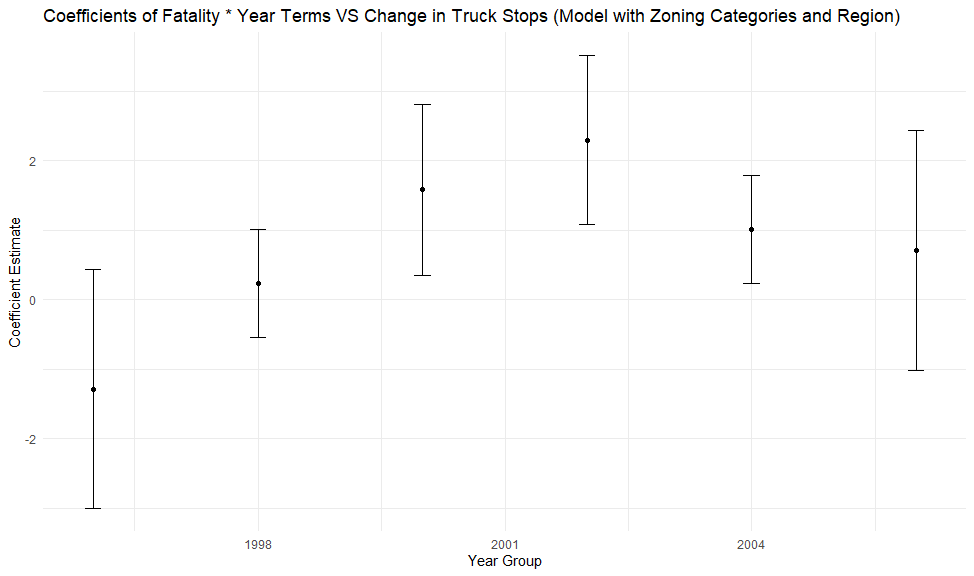 Coefficients of Fatality * Year Terms VS Change in Truck Stops (Model with Zoning Categories and Region)
2
0
-2
Coefficient Estimate
1998
2001
2004
Year Group